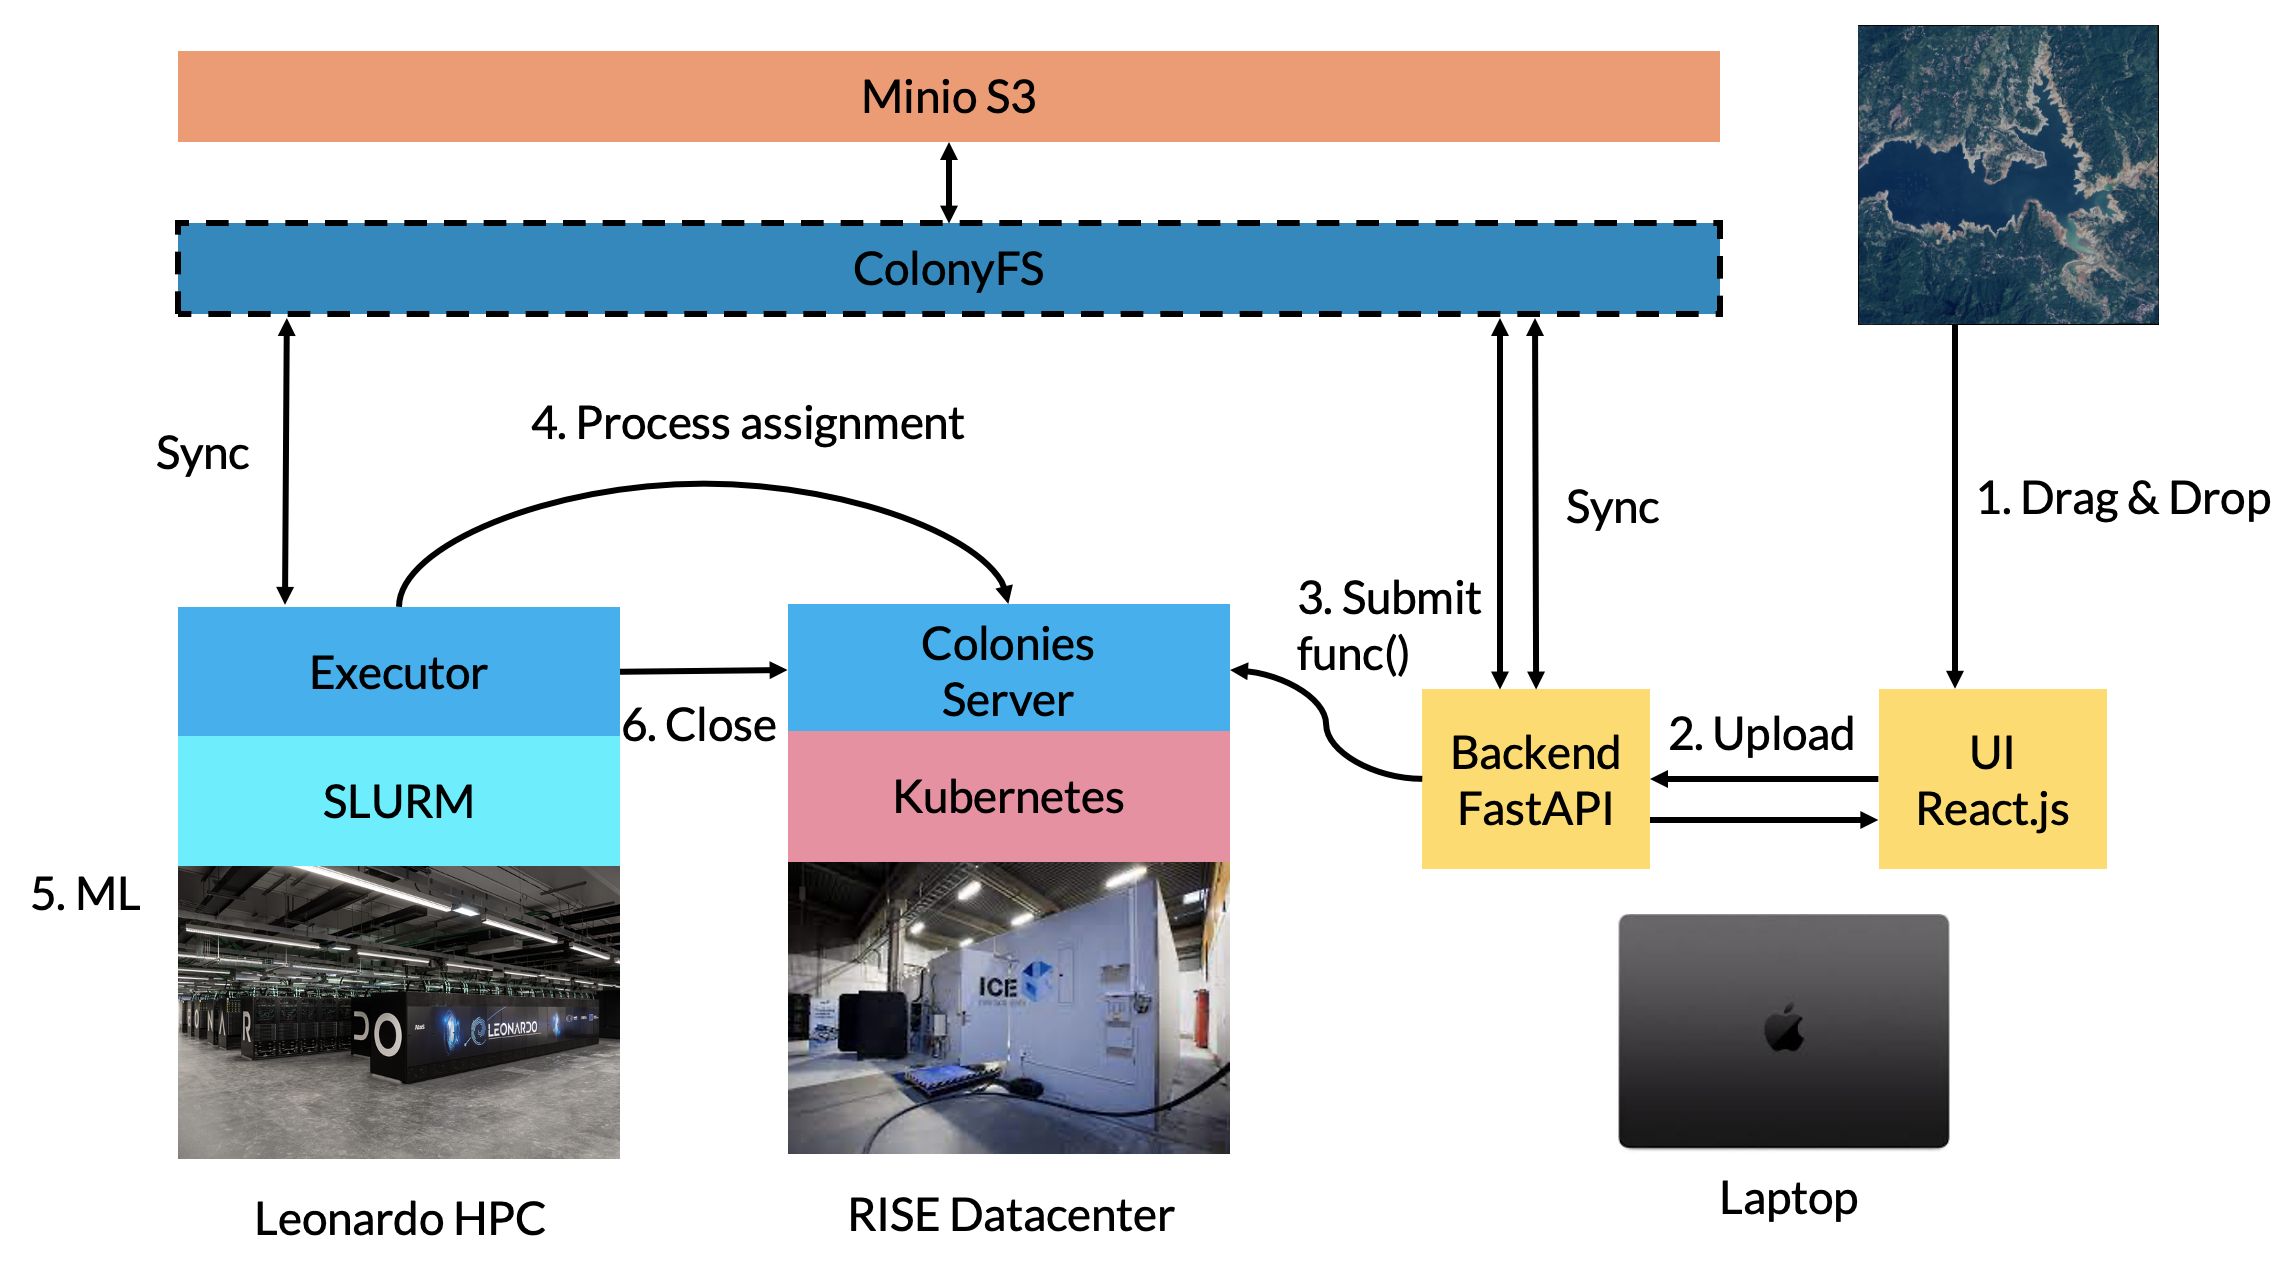 Minio S3
ColonyFS
Sync
4. Process assignment
Sync
1. Drag & Drop
3. Submit
func()
Executor
Colonies
Server
6. Close
SLURM
Kubernetes
Backend
FastAPI
2. Upload
UI
React.js
5. ML
ICE
R
DO
LEONARDO
Leonardo HPC
RISE Datacenter
Laptop